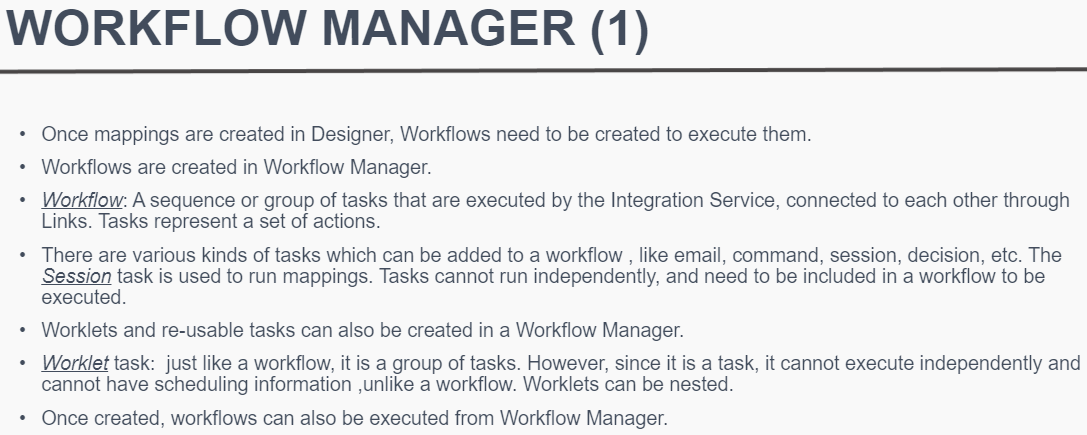 WORKFLOW MANAGER (1)
• Once mappings are created in Designer, Workflows need to be created to execute them.
• Workflows are created in Workflow Manager.
• Workflow: A sequence or group of tasks that are executed by the Integration Service, connected to each other through
Links. Tasks represent a set of actions.
• There are various kinds of tasks which can be added to a workflow , like email, command, session, decision, etc. The
Session task is used to run mappings. Tasks cannot run independently, and need to be included in a workflow to be
executed.
• Worklets and re-usable tasks can also be created in a Workflow Manager.
• Worklet task:  just like a workflow, it is a group of tasks. However, since it is a task, it cannot execute independently and
cannot have scheduling information ,unlike a workflow. Worklets can be nested.
• Once created, workflows can also be executed from Workflow Manager.